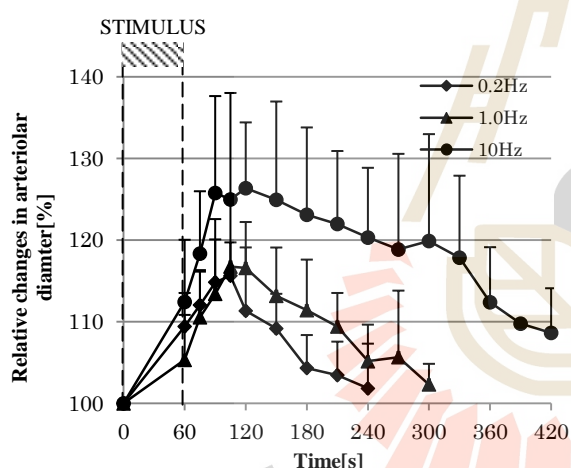 STIMULUS
140
130
120
110
100
0.2Hz
1.0Hz
10Hz
Relative changes in arteriolar
diamter[%]
0 60 120 180 240 300 360 420
Time[s]